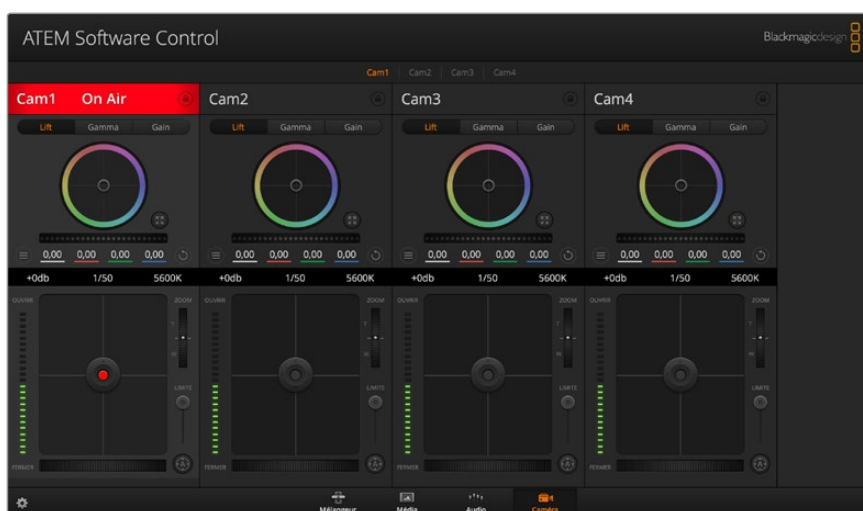 ATEM Software Control
Blackmagicdesign
Cam1 Cam2 Cam3 Cam4
Cam1 On Air Cam2 Cam3 Cam4
Lift Gamma Gain Lift Gamma Gain Lift Gamma Gain Lift Gamma Gain
0,00 0,00 0,00 0,00 0,00 0,00 0,00 0,00 0,00 0,00 0,00 0,00 0,00 0,00 0,00 0,00
+0db 1/50 5600K +0db 1/50 5600K +0db 1/50 5600K +0db 1/50 5600K
OUVRIR ZOOM OUVRIR ZOOM OUVRIR ZOOM OUVRIR ZOOM
T T T T
W W W W
LIMITE LIMITE LIMITE LIMITE
FERMER A FERMER A FERMER A FERMER A
Mélangeur Média Audio Caméra